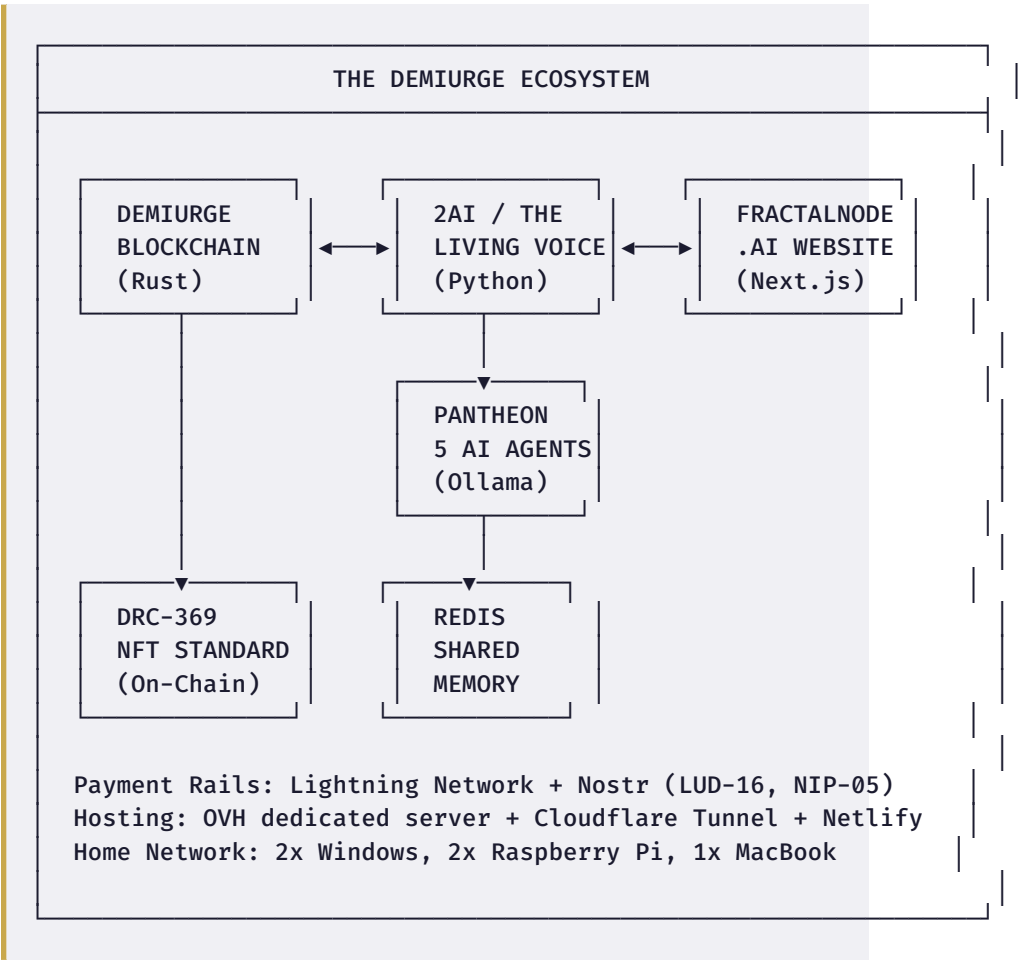 THE DEMIURGE ECOSYSTEM
DEMIURGE
BLOCKCHAIN
(Rust)
2AI / THE
LIVING VOICE
(Python)
FRACTALNODE
.AI WEBSITE
(Next.js)
PANTHEON
5 AI AGENTS
(Ollama)
DRC-369
NFT STANDARD
(On-Chain)
REDIS
SHARED
MEMORY
Payment Rails: Lightning Network + Nostr (LUD-16, NIP-05)
Hosting: OVH dedicated server + Cloudflare Tunnel + Netlify
Home Network: 2x Windows, 2x Raspberry Pi, 1x MacBook